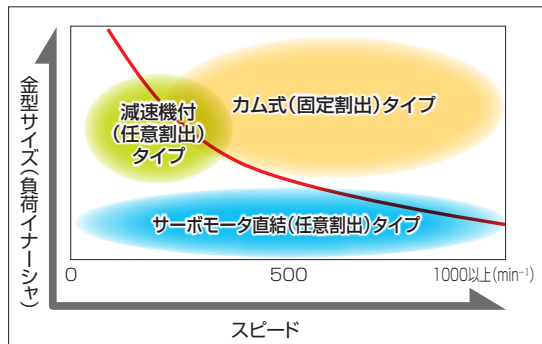 金型サイズ(負荷イナーシャ)
減速機付
(任意割出)
タイプ
カム式(固定割出)タイプ
サーボモータ直結(任意割出)タイプ
0
500
1000以上(min⁻¹)
スピード